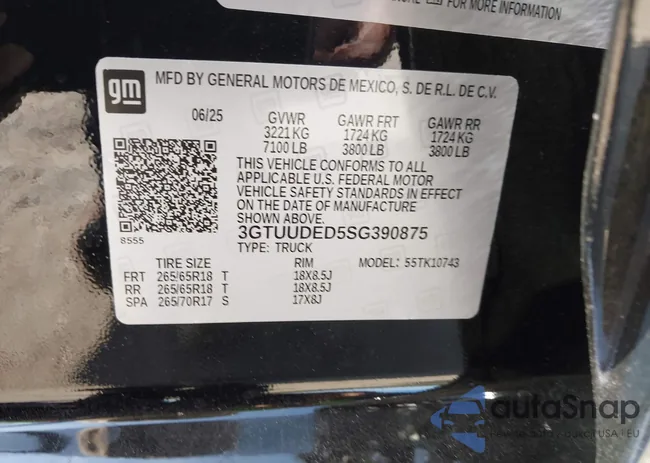 FOR MORE INFORMATION
gm
MFD BY GENERAL MOTORS DE MEXICO, S. DE R.L. DE C.V.
06/25 GVWR GAWR FRT GAWR RR
3221 KG 1724 KG 1724 KG
7100 LB 3800 LB 3800 LB
THIS VEHICLE CONFORMS TO ALL
APPLICABLE U.S. FEDERAL MOTOR
VEHICLE SAFETY STANDARDS IN EFFECT
ON THE DATE OF MANUFACTURE
SHOWN ABOVE.
8555
3GTUUDED5SG390875
TYPE: TRUCK
TIRE SIZE RIM MODEL: 55TK10743
FRT 265/65R18 T 18X8.5J
RR 265/65R18 T 18X8.5J
SPA 265/70R17 S 17X8J
autoSnap